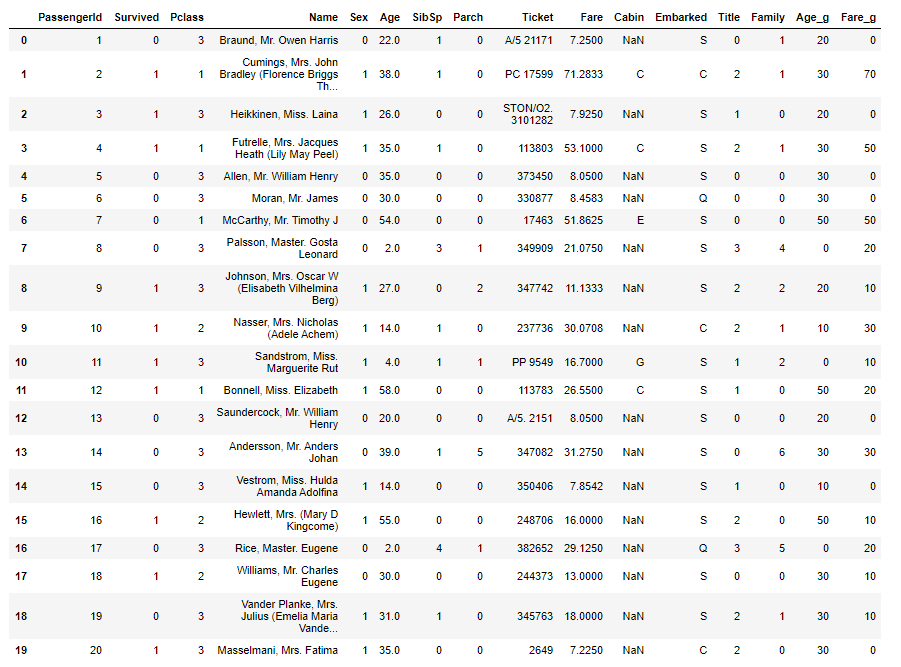 PassengerId Survived Pclass Name Sex Age SibSp Parch Ticket Fare Cabin Embarked Title Family Age_g Fare_g
0 1 0 3 Braund, Mr. Owen Harris 0 22.0 1 0 A/5 21171 7.2500 NaN S 0 1 20 0
Cumings, Mrs. John
1 2 1 1 Bradley (Florence Briggs 1 38.0 1 0 PC 17599 71.2833 C C 2 1 30 70
Th...
2 3 1 3 Heikkinen, Miss. Laina 1 26.0 0 0 STON/O2. 7.9250 NaN S 1 0 20 0
3101282
Futrelle, Mrs. Jacques
3 4 1 1 Heath (Lily May Peel) 1 35.0 1 0 113803 53.1000 C S 2 1 30 50
4 5 0 3 Allen, Mr. William Henry 0 35.0 0 0 373450 8.0500 NaN S 0 0 30 0
5 6 0 3 Moran, Mr. James 0 30.0 0 0 330877 8.4583 NaN Q 0 0 30 0
6 7 0 1 McCarthy, Mr. Timothy J 0 54.0 0 0 17463 51.8625 E S 0 0 50 50
7 8 0 3 Palsson, Master. Gosta 0 2.0 3 1 349909 21.0750 NaN S 3 4 0 20
Leonard
Johnson, Mrs. Oscar W
8 9 1 3 (Elisabeth Vilhelmina 1 27.0 0 2 347742 11.1333 NaN S 2 2 20 10
Berg)
9 10 1 2 Nasser, Mrs. Nicholas 1 14.0 1 0 237736 30.0708 NaN C 2 1 10 30
(Adele Achem)
10 11 1 3 Sandstrom, Miss. 1 4.0 1 1 PP 9549 16.7000 G S 1 2 0 10
Marguerite Rut
11 12 1 1 Bonnell, Miss. Elizabeth 1 58.0 0 0 113783 26.5500 C S 1 0 50 20
12 13 0 3 Saundercock, Mr. William 0 20.0 0 0 A/5. 2151 8.0500 NaN S 0 0 20 0
Henry
13 14 0 3 Andersson, Mr. Anders 0 39.0 1 5 347082 31.2750 NaN S 0 6 30 30
Johan
14 15 0 3 Vestrom, Miss. Hulda 1 14.0 0 0 350406 7.8542 NaN S 1 0 10 0
Amanda Adolfina
15 16 1 2 Hewlett, Mrs. (Mary D 1 55.0 0 0 248706 16.0000 NaN S 2 0 50 10
Kingcome)
16 17 0 3 Rice, Master. Eugene 0 2.0 4 1 382652 29.1250 NaN Q 3 5 0 20
17 18 1 2 Williams, Mr. Charles 0 30.0 0 0 244373 13.0000 NaN S 0 0 30 10
Eugene
Vander Planke, Mrs.
18 19 0 3 Julius (Emelia Maria 1 31.0 1 0 345763 18.0000 NaN S 2 1 30 10
Vande...
19 20 1 3 Masselmani, Mrs. Fatima 1 35.0 0 0 2649 7.2250 NaN C 2 0 30 0